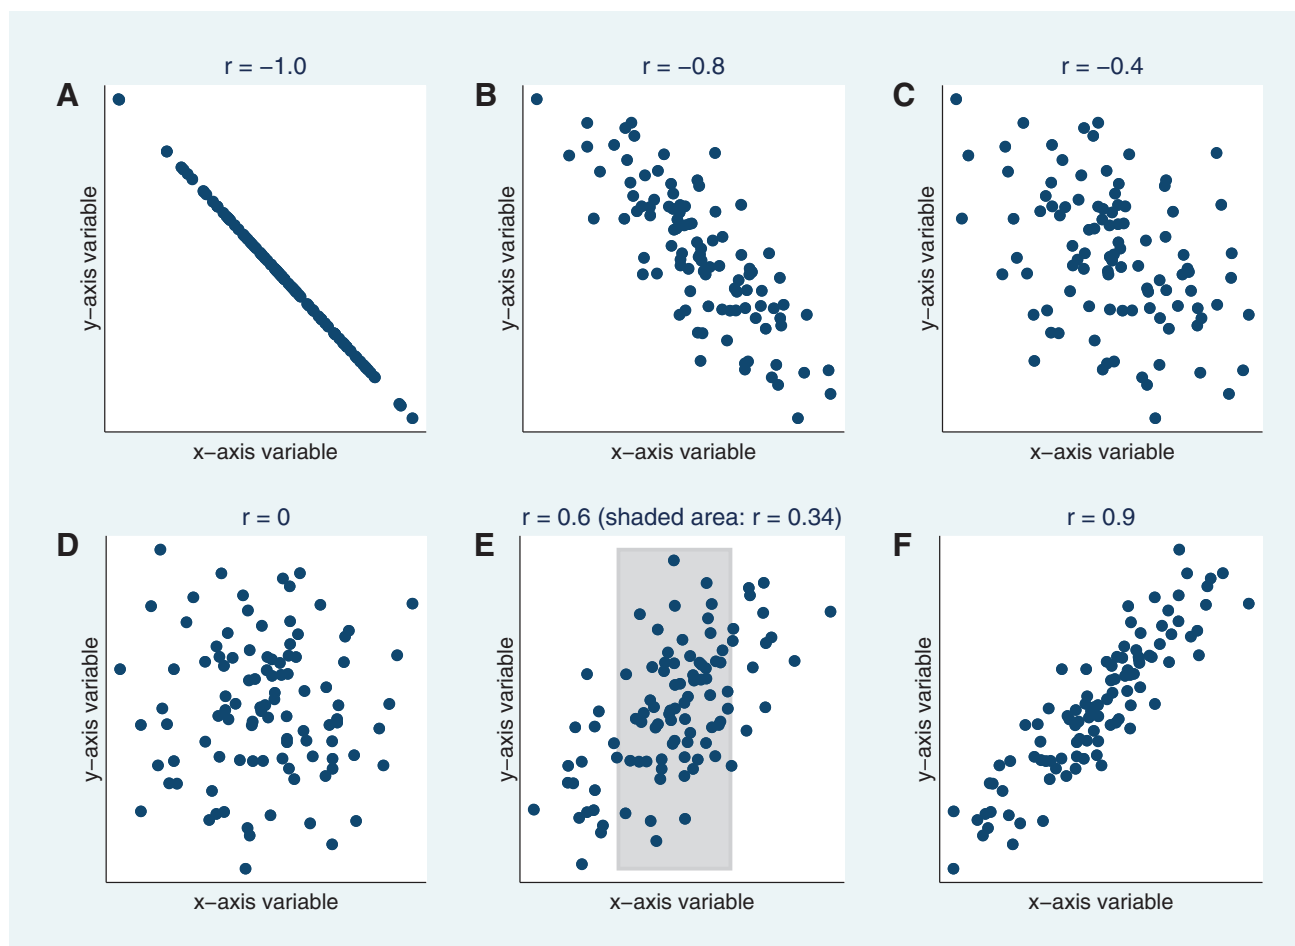 r = −1.0
r = −0.8
r = −0.4
A
B
C
y−axis variable
y−axis variable
y−axis variable
x−axis variable
x−axis variable
x−axis variable
r = 0
r = 0.6 (shaded area: r = 0.34)
r = 0.9
D
E
F
y−axis variable
y−axis variable
y−axis variable
x−axis variable
x−axis variable
x−axis variable